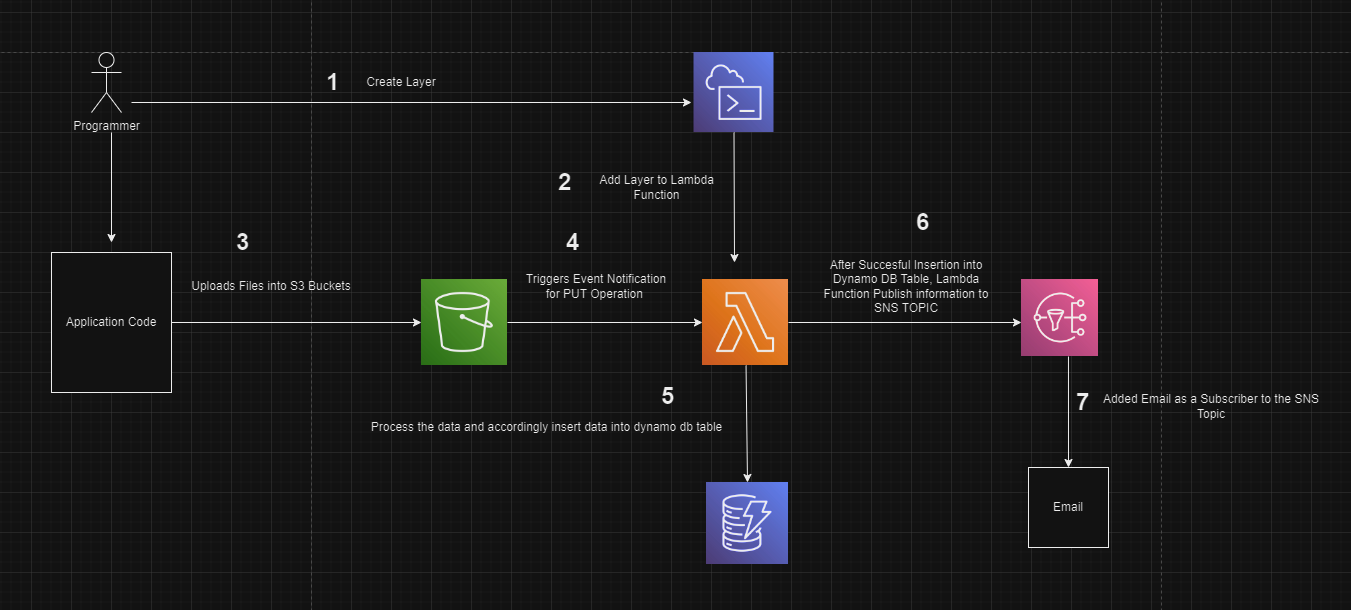 1
Create Layer
Programmer
2
Add Layer to Lambda
Function
3
Uploads Files into S3 Buckets
Application Code
4
Triggers Event Notification
for PUT Operation
6
After Succesful Insertion into
Dynamo DB Table, Lambda
Function Publish information to
SNS TOPIC
5
Process the data and accordingly insert data into dynamo db table
7
Added Email as a Subscriber to the SNS
Topic
Email